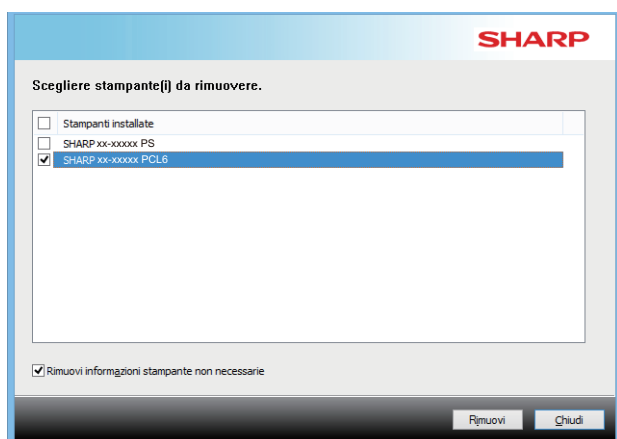 SHARP
Scegliere stampante(i) da rimuovere.
Stampanti installate
SHARP xx-xxxxx PS
SHARP xx-xxxxx PCL6
Rimuovi informazioni stampante non necessarie
Rimuovi Chiudi